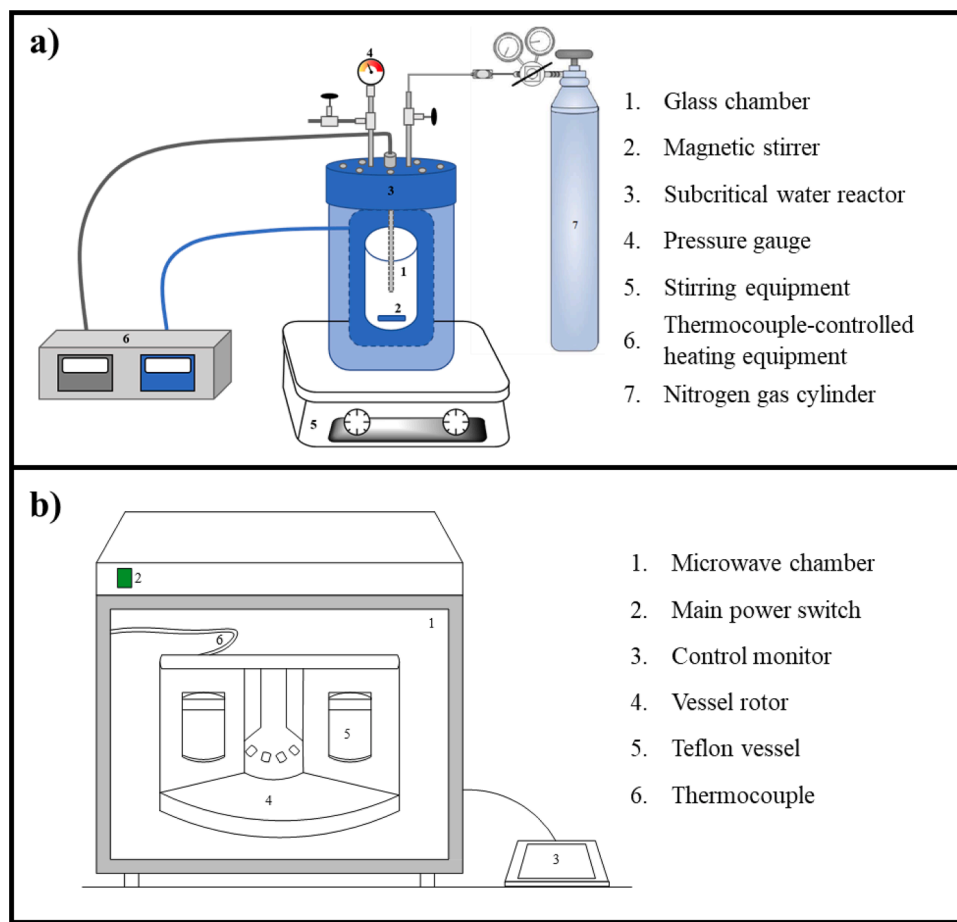 a)
4
3
1
2
7
6
5
1. Glass chamber
2. Magnetic stirrer
3. Subcritical water reactor
4. Pressure gauge
5. Stirring equipment
6. Thermocouple-controlled
heating equipment
7. Nitrogen gas cylinder
b)
2
1
6
5
4
3
1. Microwave chamber
2. Main power switch
3. Control monitor
4. Vessel rotor
5. Teflon vessel
6. Thermocouple